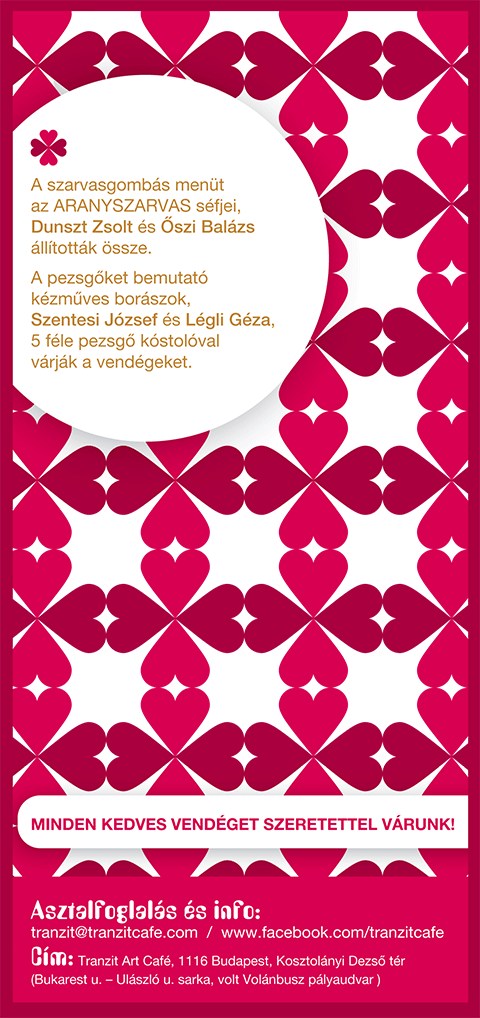 A szarvasgombás menüt
az ARANYSZARVAS séfjei,
Dunszt Zsolt és Őszi Balázs
állították össze.
A pezsgőket bemutató
kézműves borászok,
Szentesi József és Légli Géza,
5 féle pezsgő kóstolóval
várják a vendégeket.
MINDEN KEDVES VENDÉGET SZERETETTEL VÁRUNK!
Asztalfoglalás és info:
tranzit@tranzitcafe.com / www.facebook.com/tranzitcafe
Cím: Tranzit Art Café, 1116 Budapest, Kosztolányi Dezső tér
(Bukarest u. – Ulászló u. sarka, volt Volánbusz pályaudvar )